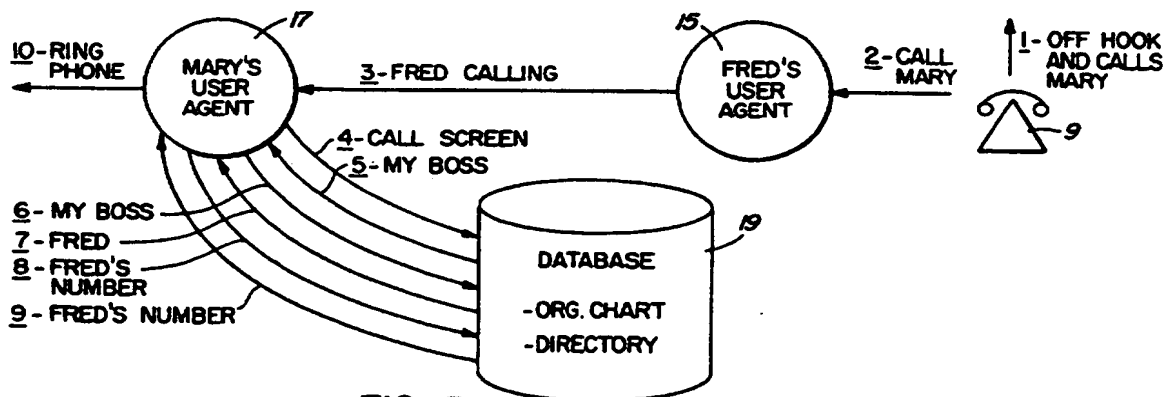 17
10-RING PHONE
MARY'S USER AGENT
3-FRED CALLING
15
FRED'S USER AGENT
2-CALL MARY
1-OFF HOOK AND CALLS MARY
9
4-CALL SCREEN
5-MY BOSS
6-MY BOSS
7-FRED
8-FRED'S NUMBER
9-FRED'S NUMBER
19
DATABASE
-ORG. CHART
-DIRECTORY